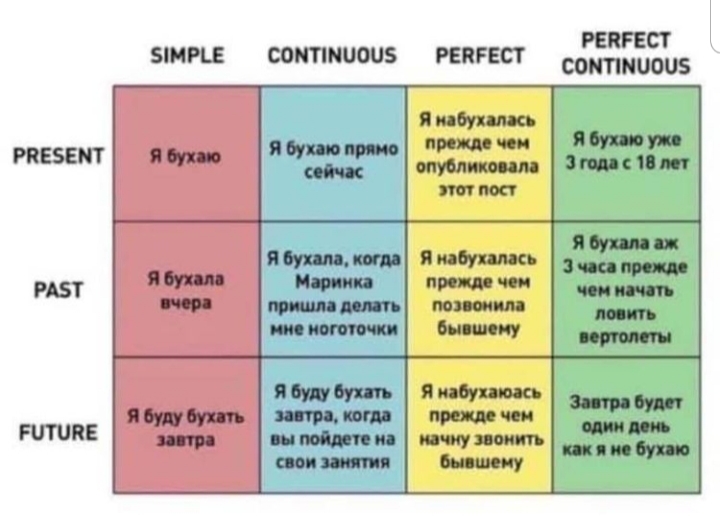 SIMPLE
CONTINUOUS
PERFECT
PERFECT
CONTINUOUS
PRESENT
Я бухаю
Я бухаю прямо
сейчас
Я набухалась
прежде чем
опубликовала
этот пост
Я бухаю уже
3 года с 18 лет
PAST
Я бухала
вчера
Я бухала, когда
Маринка
пришла делать
мне ноготочки
Я набухалась
прежде чем
позвонила
бывшему
Я бухала аж
3 часа прежде
чем начать
ловить
вертолеты
FUTURE
Я буду бухать
завтра
Я буду бухать
завтра, когда
вы пойдете на
свои занятия
Я набухаюась
прежде чем
начну звонить
бывшему
Завтра будет
один день
как я не бухаю